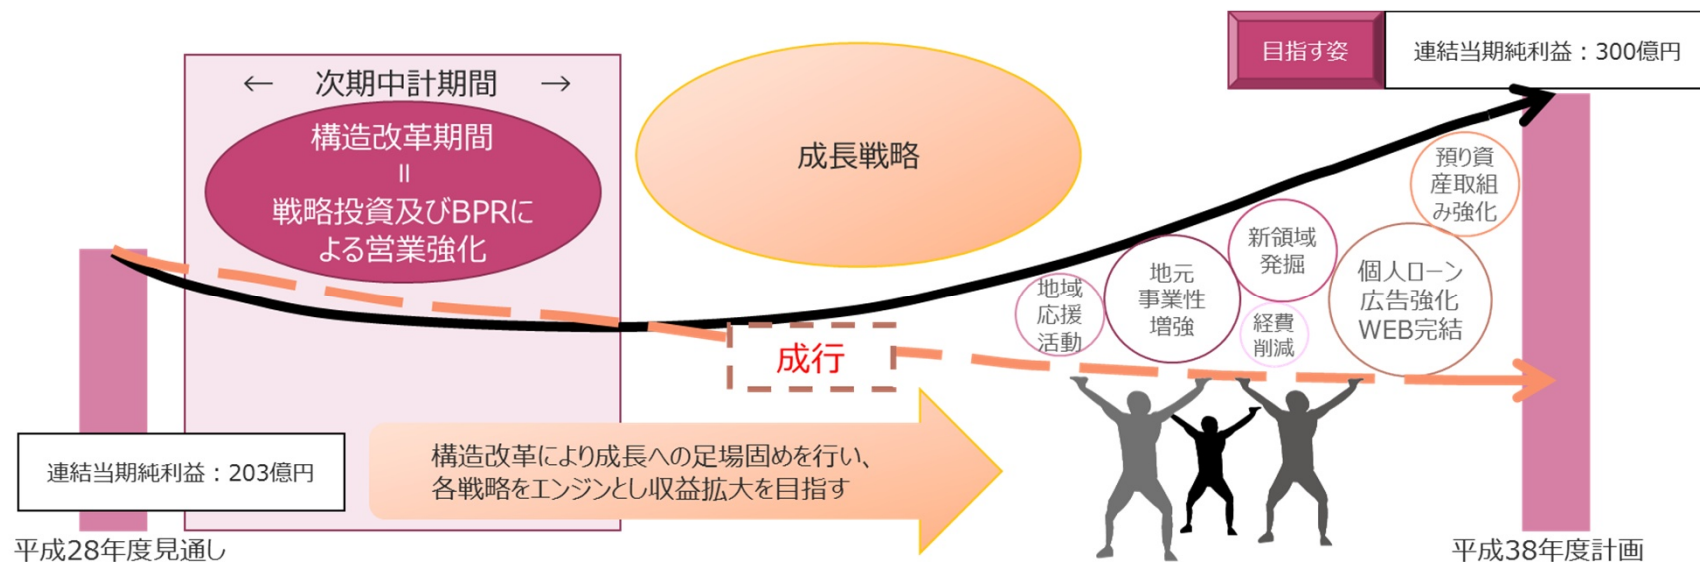 目指す姿
連結当期純利益：300億円
← 次期中計期間 →
構造改革期間
＝
戦略投資及びBPRに
よる営業強化
成長戦略
預り資
産取組
み強化
新領域
発掘
個人ローン
広告強化
WEB完結
地元
事業性
増強
地域
応援
活動
経費
削減
成行
連結当期純利益：203億円
構造改革により成長への足場固めを行い、
各戦略をエンジンとし収益拡大を目指す
平成28年度見通し
平成38年度計画